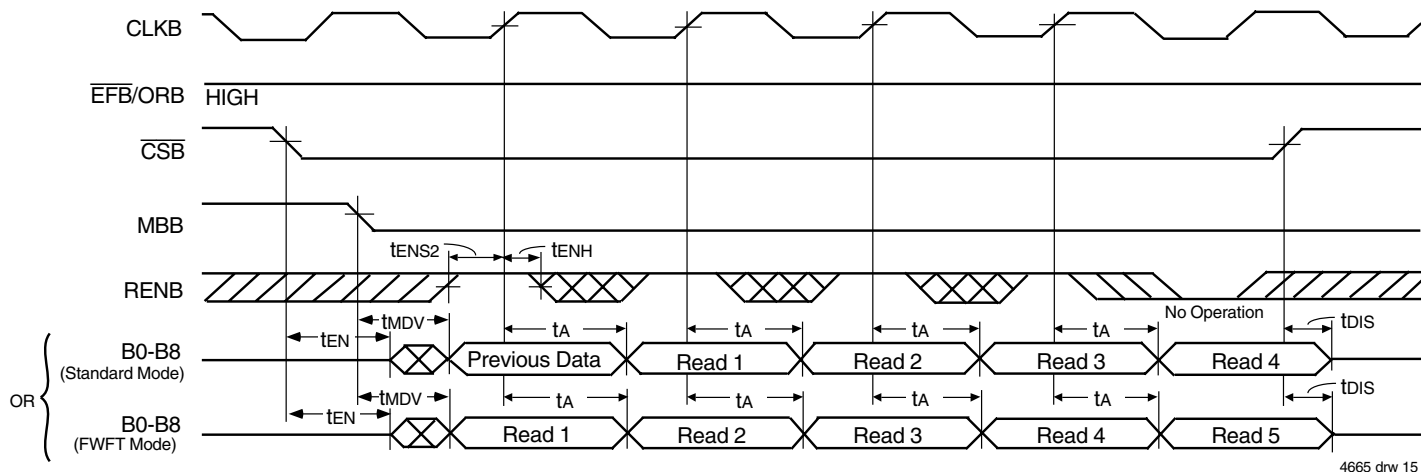 CLKB
EFB/ORB HIGH
CSB
MBB
tENS2 tENH
RENB
No Operation
tMDV tA tA tA tA tDIS
tEN
B0-B8 Previous Data Read 1 Read 2 Read 3 Read 4
(Standard Mode)
OR
tMDV tA tA tA tA tDIS
tEN
B0-B8 Read 1 Read 2 Read 3 Read 4 Read 5
(FWFT Mode)
4665 drw 15